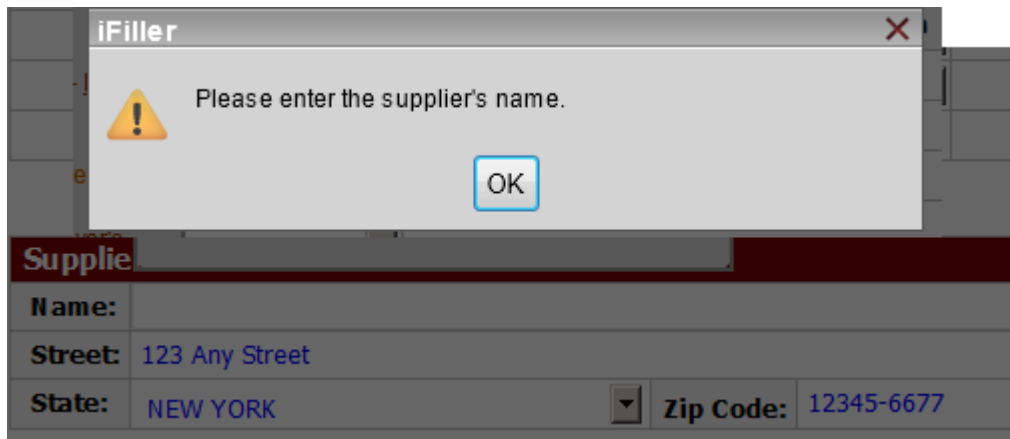 iFiller
Please enter the supplier's name.
OK
Supplie
Name:
Street: 123 Any Street
State: NEW YORK Zip Code: 12345-6677